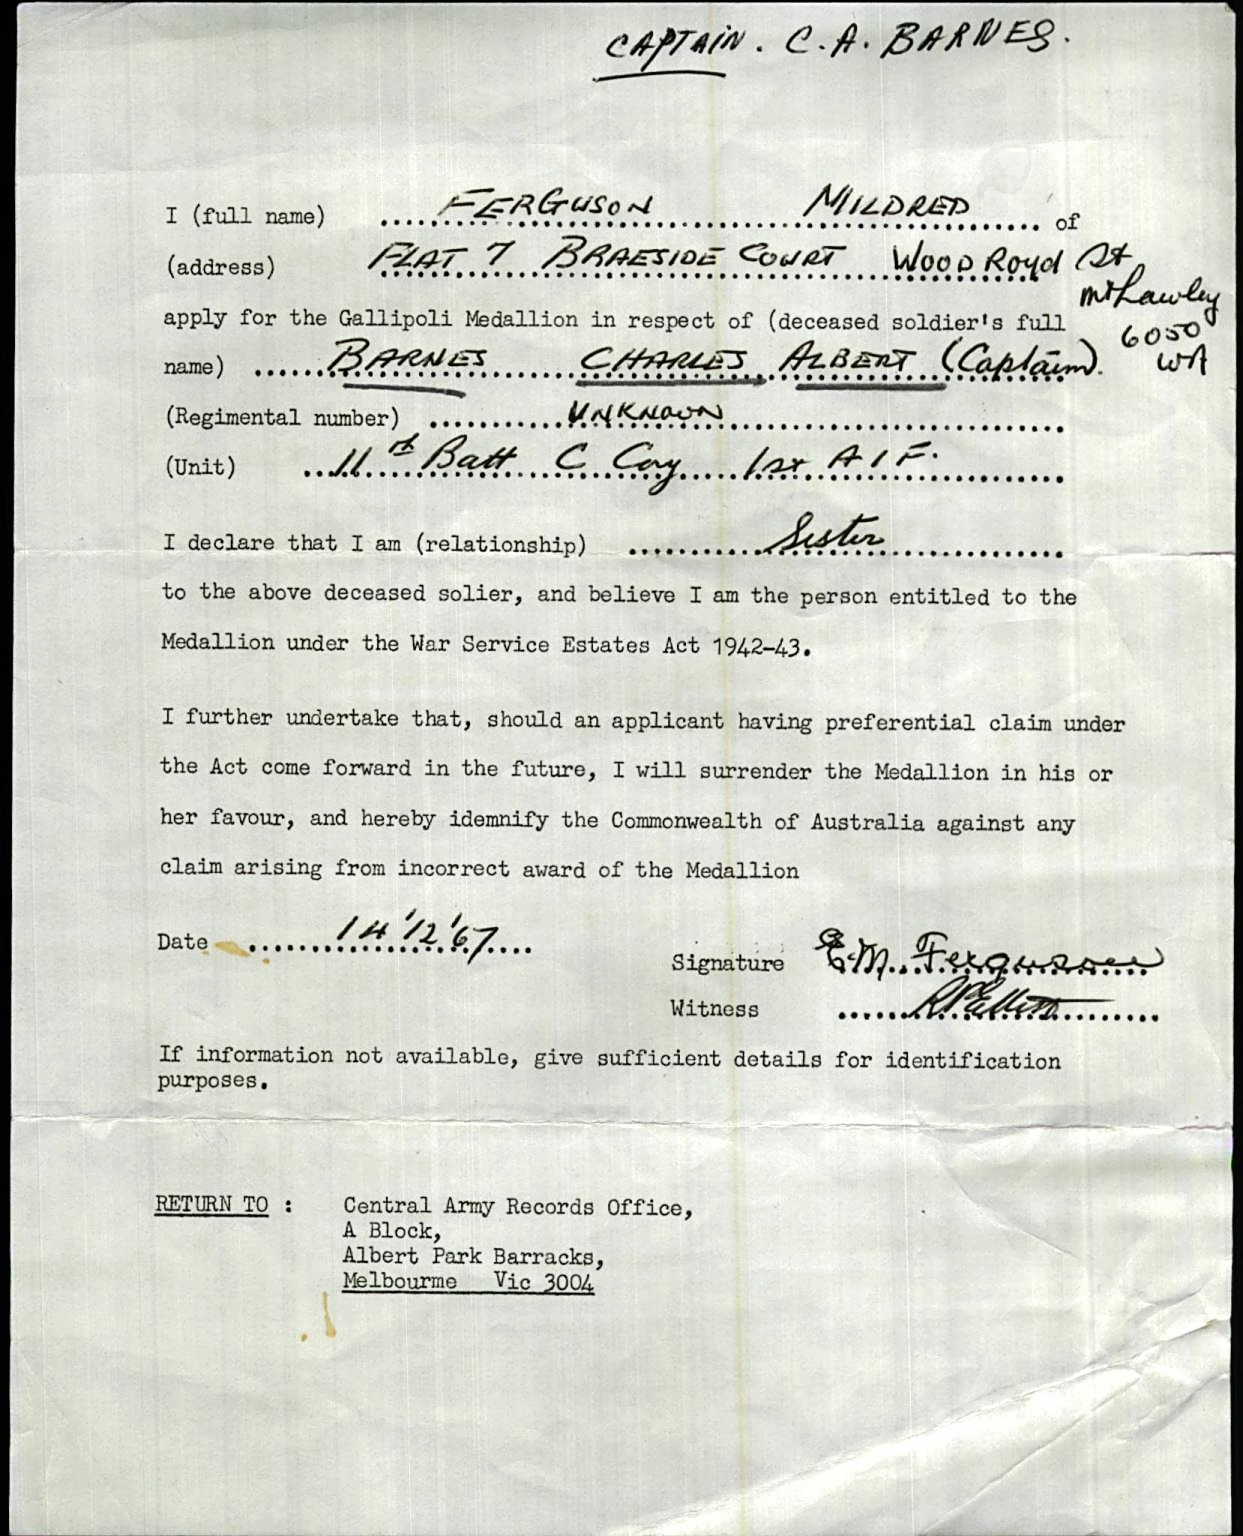 CAPTAIN. C.A. BARNES.
I (full name) FERGUSON MILDRED of
(address) FLAT 7 BRAESIDE COURT WOODROYD St
Mt Lawley
apply for the Gallipoli Medallion in respect of (deceased soldier's full
6050
WA
name) BARNES CHARLES ALBERT (Captain).
(Regimental number) UNKNOWN
(Unit) 11th Batt C Coy 1st A I F.
I declare that I am (relationship) Sister
to the above deceased solier, and believe I am the person entitled to the
Medallion under the War Service Estates Act 1942-43.
I further undertake that, should an applicant having preferential claim under
the Act come forward in the future, I will surrender the Medallion in his or
her favour, and hereby idemnify the Commonwealth of Australia against any
claim arising from incorrect award of the Medallion
Date 14'12'67
Signature E.M. Ferguson
Witness
If information not available, give sufficient details for identification
purposes.
RETURN TO : Central Army Records Office,
A Block,
Albert Park Barracks,
Melbourme Vic 3004